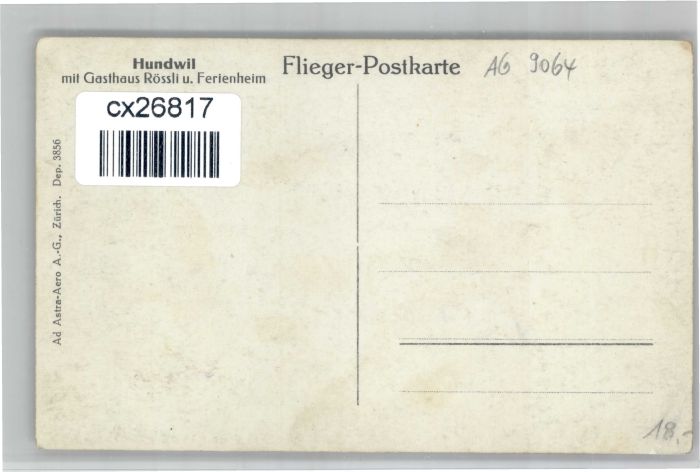 Hundwil
mit Gasthaus Rössli u. Ferienheim
Flieger-Postkarte
AG 9064
cx26817
Ad Astra-Aero A.-G., Zürich. Dep. 3856
18.-